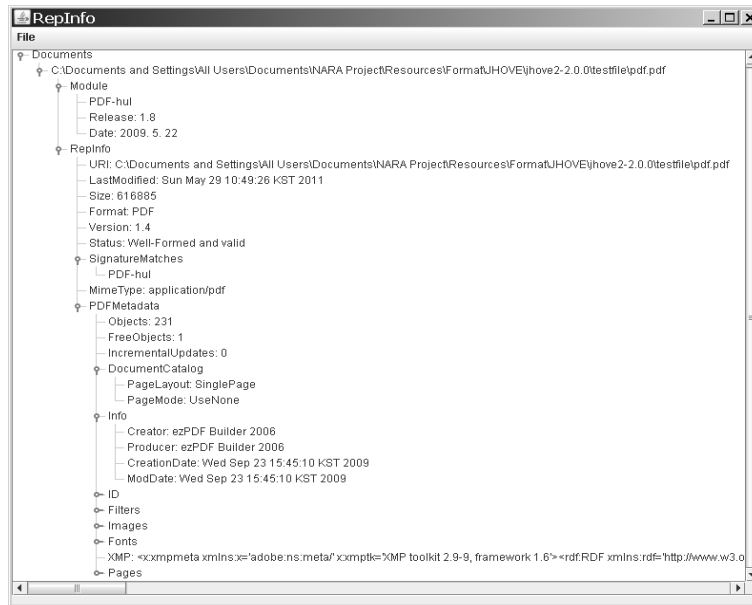 RepInfo
File
Documents
C:\Documents and Settings\All Users\Documents\NARA Project\Resources\Format\JHOVE\jhove2-2.0.0\testfile\pdf.pdf
Module
PDF-hul
Release: 1.8
Date: 2009. 5. 22
RepInfo
URI: C:\Documents and Settings\All Users\Documents\NARA Project\Resources\Format\JHOVE\jhove2-2.0.0\testfile\pdf.pdf
LastModified: Sun May 29 10:49:26 KST 2011
Size: 616885
Format: PDF
Version: 1.4
Status: Well-Formed and valid
SignatureMatches
PDF-hul
MimeType: application/pdf
PDFMetadata
Objects: 231
FreeObjects: 1
IncrementalUpdates: 0
DocumentCatalog
PageLayout: SinglePage
PageMode: UseNone
Info
Creator: ezPDF Builder 2006
Producer: ezPDF Builder 2006
CreationDate: Wed Sep 23 15:45:10 KST 2009
ModDate: Wed Sep 23 15:45:10 KST 2009
ID
Filters
Images
Fonts
XMP: <x:xmpmeta xmlns:x='adobe:ns:meta/' x:xmptk='XMP toolkit 2.9-9, framework 1.6'><rdf:RDF xmlns:rdf='http://www.w3.o
Pages